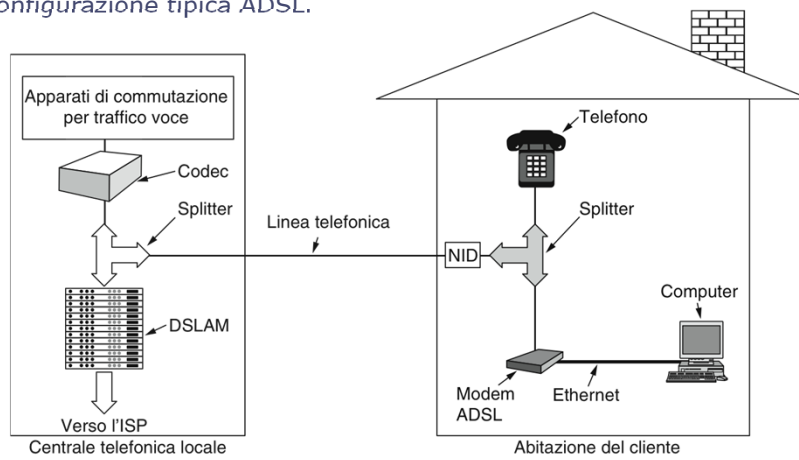 onfigurazione tipica ADSL.
Apparati di commutazione
per traffico voce
Codec
Splitter
Linea telefonica
DSLAM
Verso l'ISP
Centrale telefonica locale
Telefono
NID
Splitter
Computer
Modem
ADSL
Ethernet
Abitazione del cliente